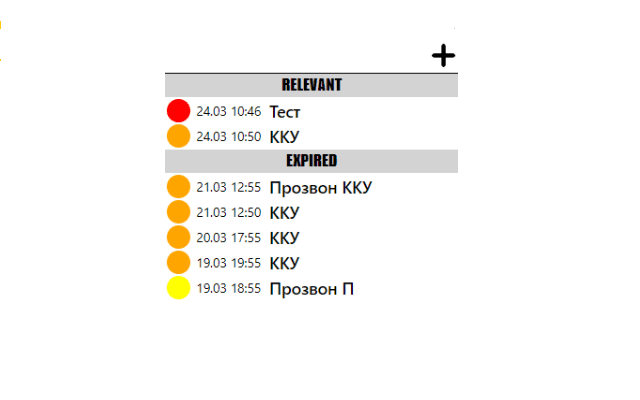 RELEVANT
24.03 10:46 Тест
24.03 10:50 ККУ
EXPIRED
21.03 12:55 Прозвон ККУ
21.03 12:50 ККУ
20.03 17:55 ККУ
19.03 19:55 ККУ
19.03 18:55 Прозвон П